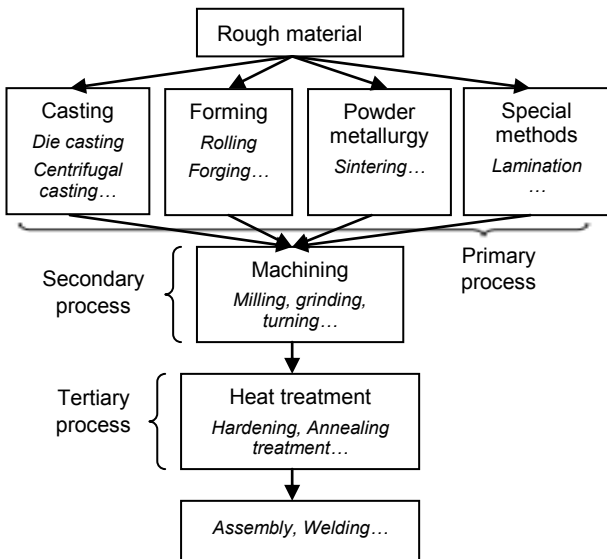 Rough material
Casting
Die casting
Centrifugal
casting…
Forming
Rolling
Forging…
Powder
metallurgy
Sintering…
Special
methods
Lamination
…
Primary
process
Secondary
process
Machining
Milling, grinding,
turning…
Tertiary
process
Heat treatment
Hardening, Annealing
treatment…
Assembly, Welding…